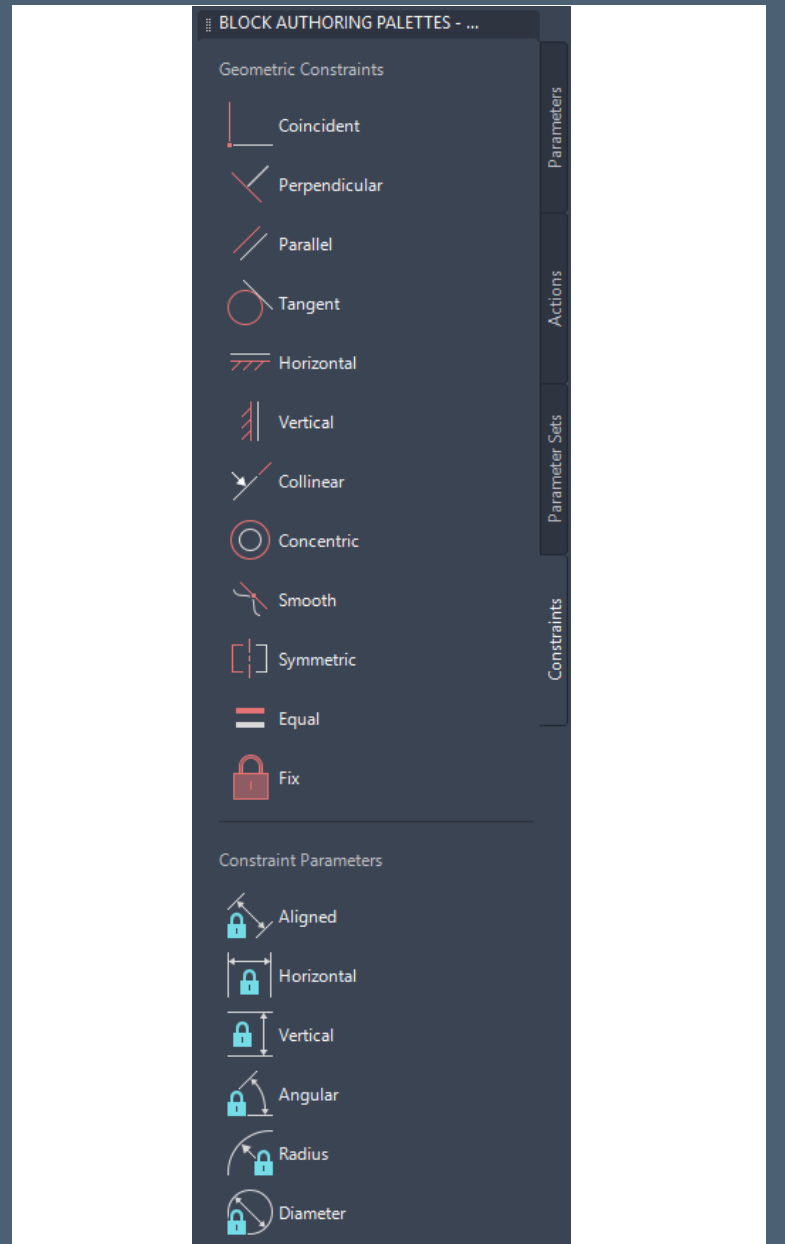 BLOCK AUTHORING PALETTES - ...
Geometric Constraints
Coincident
Perpendicular
Parallel
Tangent
Horizontal
Vertical
Collinear
Concentric
Smooth
Symmetric
Equal
Fix
Constraint Parameters
Aligned
Horizontal
Vertical
Angular
Radius
Diameter
Parameters
Actions
Parameter Sets
Constraints